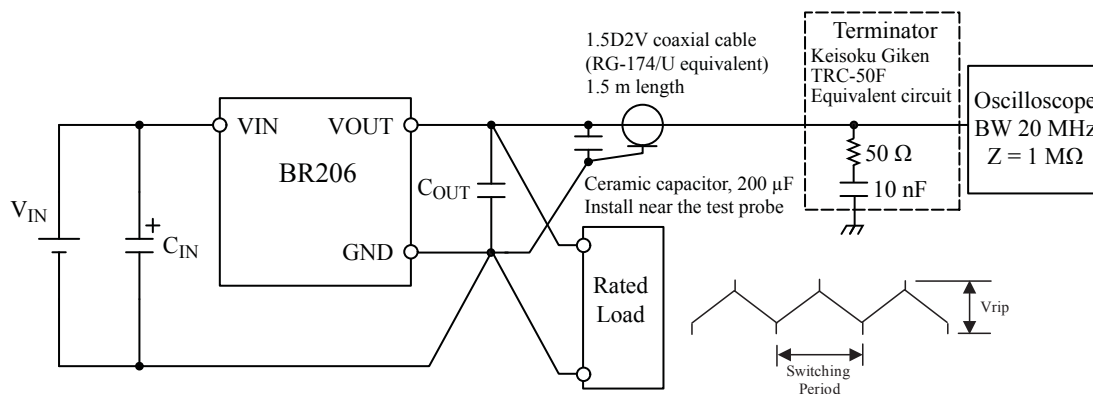 1.5D2V coaxial cable
(RG-174/U equivalent)
1.5 m length
Terminator
Keisoku Giken
TRC-50F
Equivalent circuit
Oscilloscope
BW 20 MHz
Z = 1 MΩ
VIN
VOUT
BR206
GND
VIN
+
CIN
COUT
50 Ω
10 nF
Ceramic capacitor, 200 µF
Install near the test probe
Rated
Load
Vrip
Switching
Period